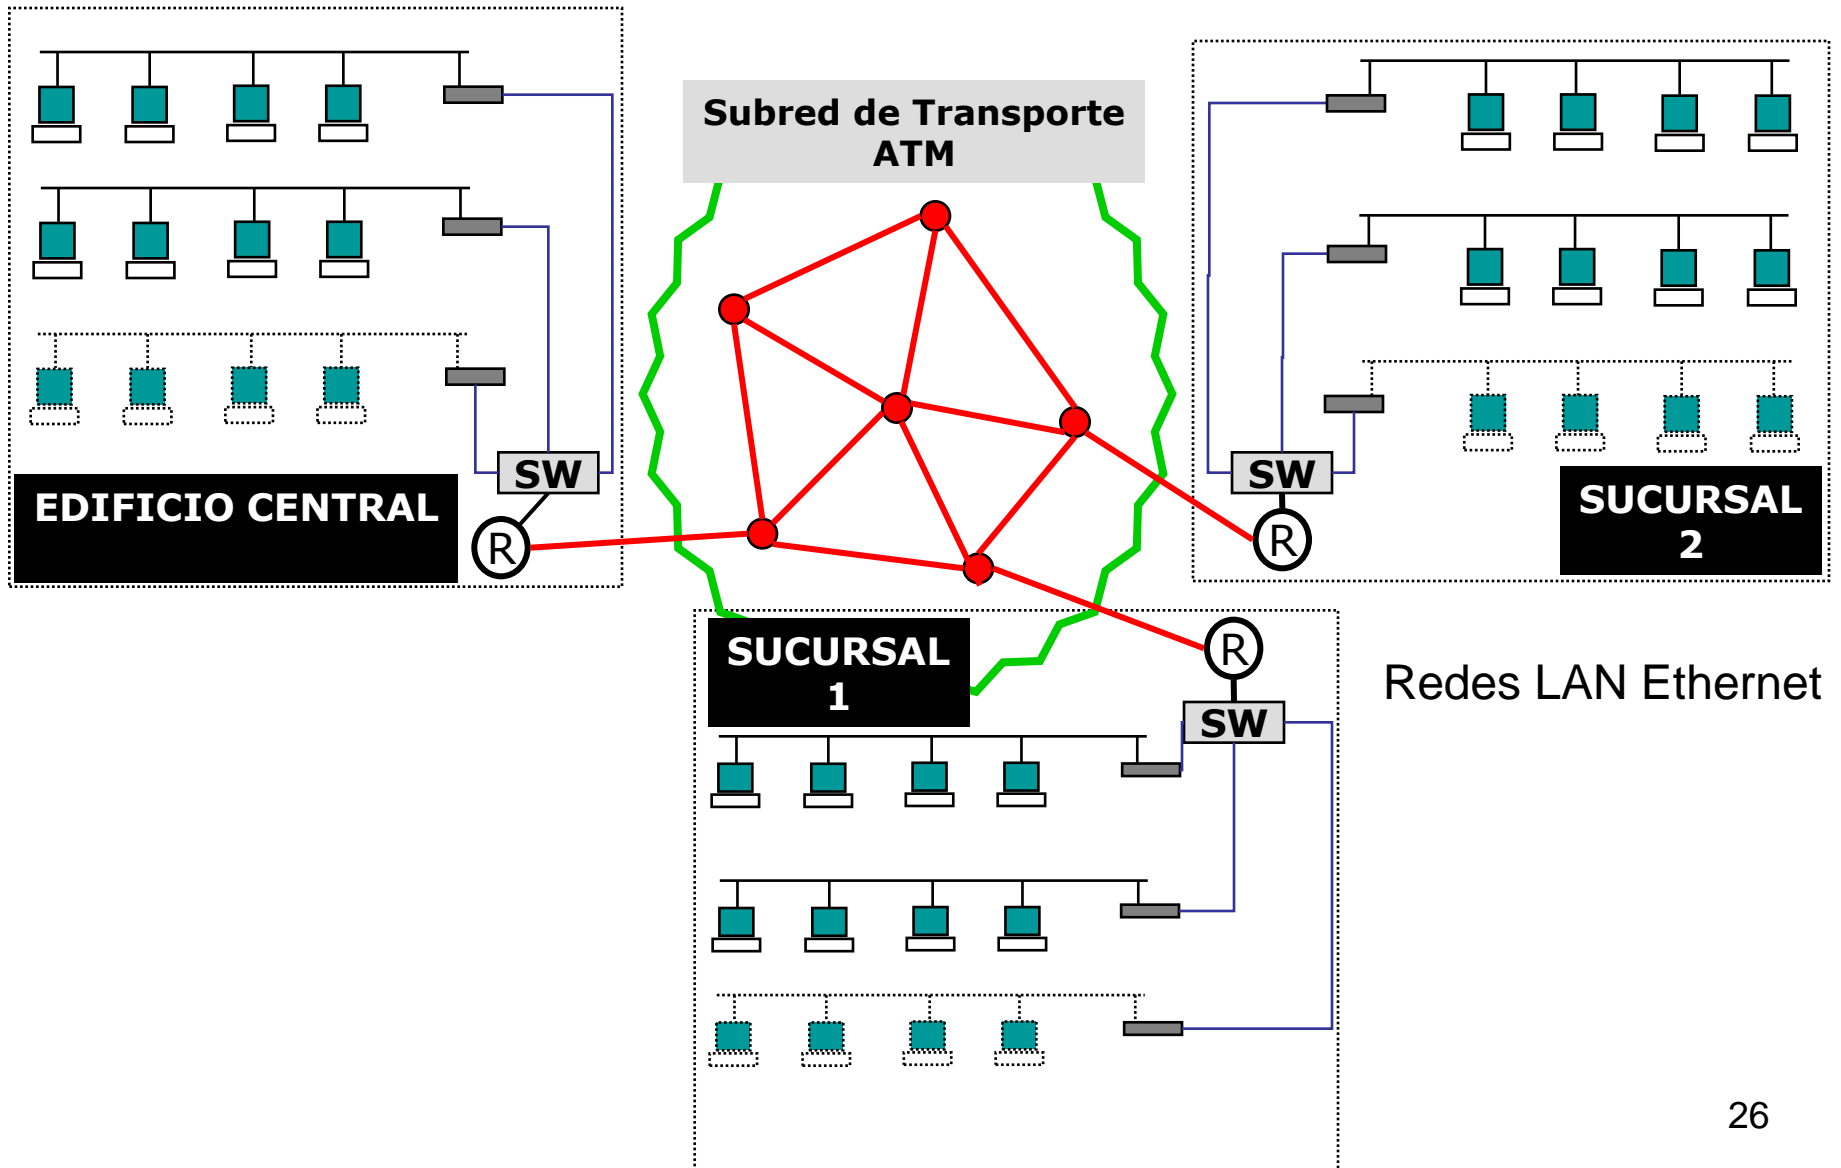 Subred de Transporte
ATM
SW
EDIFICIO CENTRAL
R
SW
SUCURSAL
2
R
SUCURSAL
1
R
SW
Redes LAN Ethernet
26